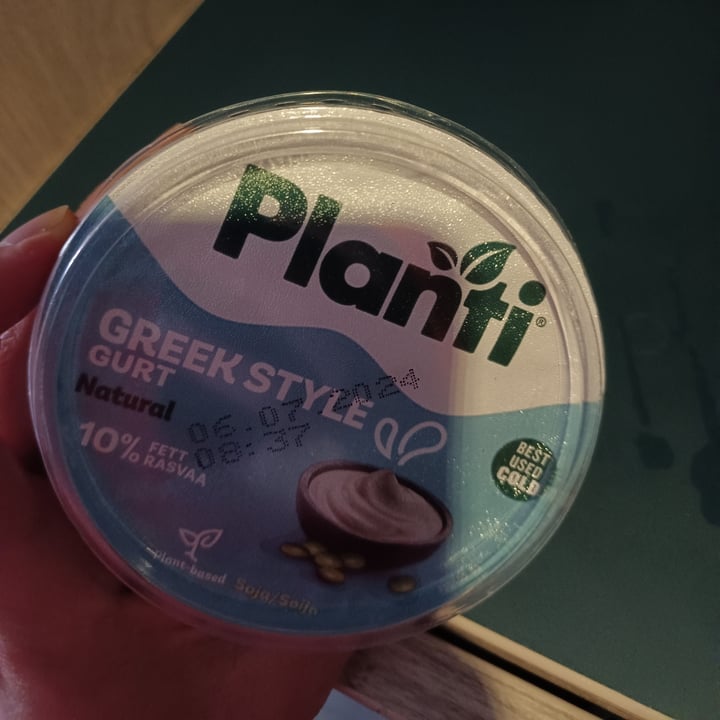 Planti®
GREEK STYLE
GURT
Natural
06.07.2024
08:37
10% FETT
RASVAA
BEST
USED
COLD
Plant-based
Soja/Soija